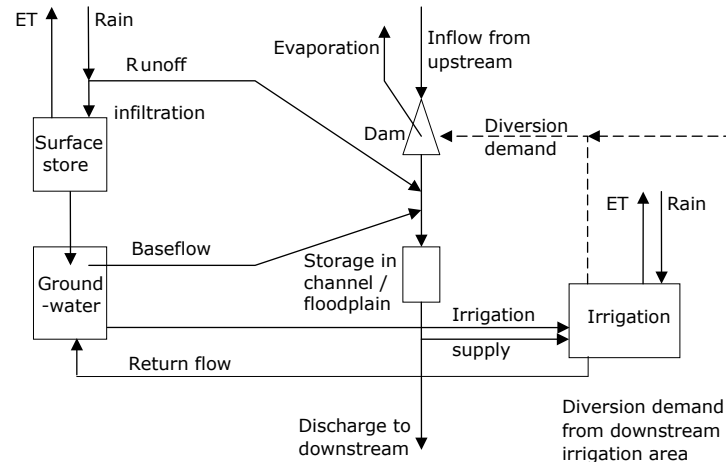 ET
Rain
Runoff
infiltration
Surface
store
Evaporation
Inflow from
upstream
Dam
Diversion
demand
ET
Rain
Baseflow
Ground
-water
Storage in
channel /
floodplain
Irrigation
supply
Irrigation
Return flow
Discharge to
downstream
Diversion demand
from downstream
irrigation area